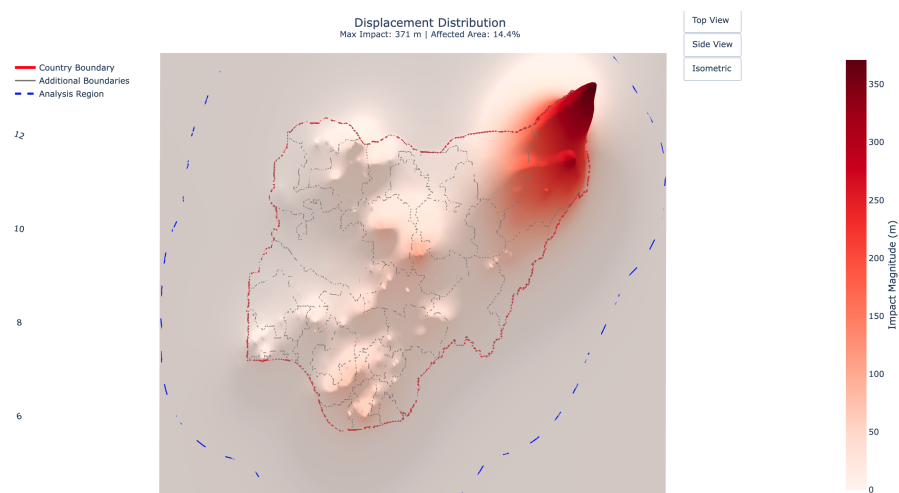 Displacement Distribution
Max Impact: 371 m | Affected Area: 14.4%
Top View
Side View
Isometric
Country Boundary
Additional Boundaries
Analysis Region
12
10
8
6
350
300
250
200
150
100
50
0
Impact Magnitude (m)